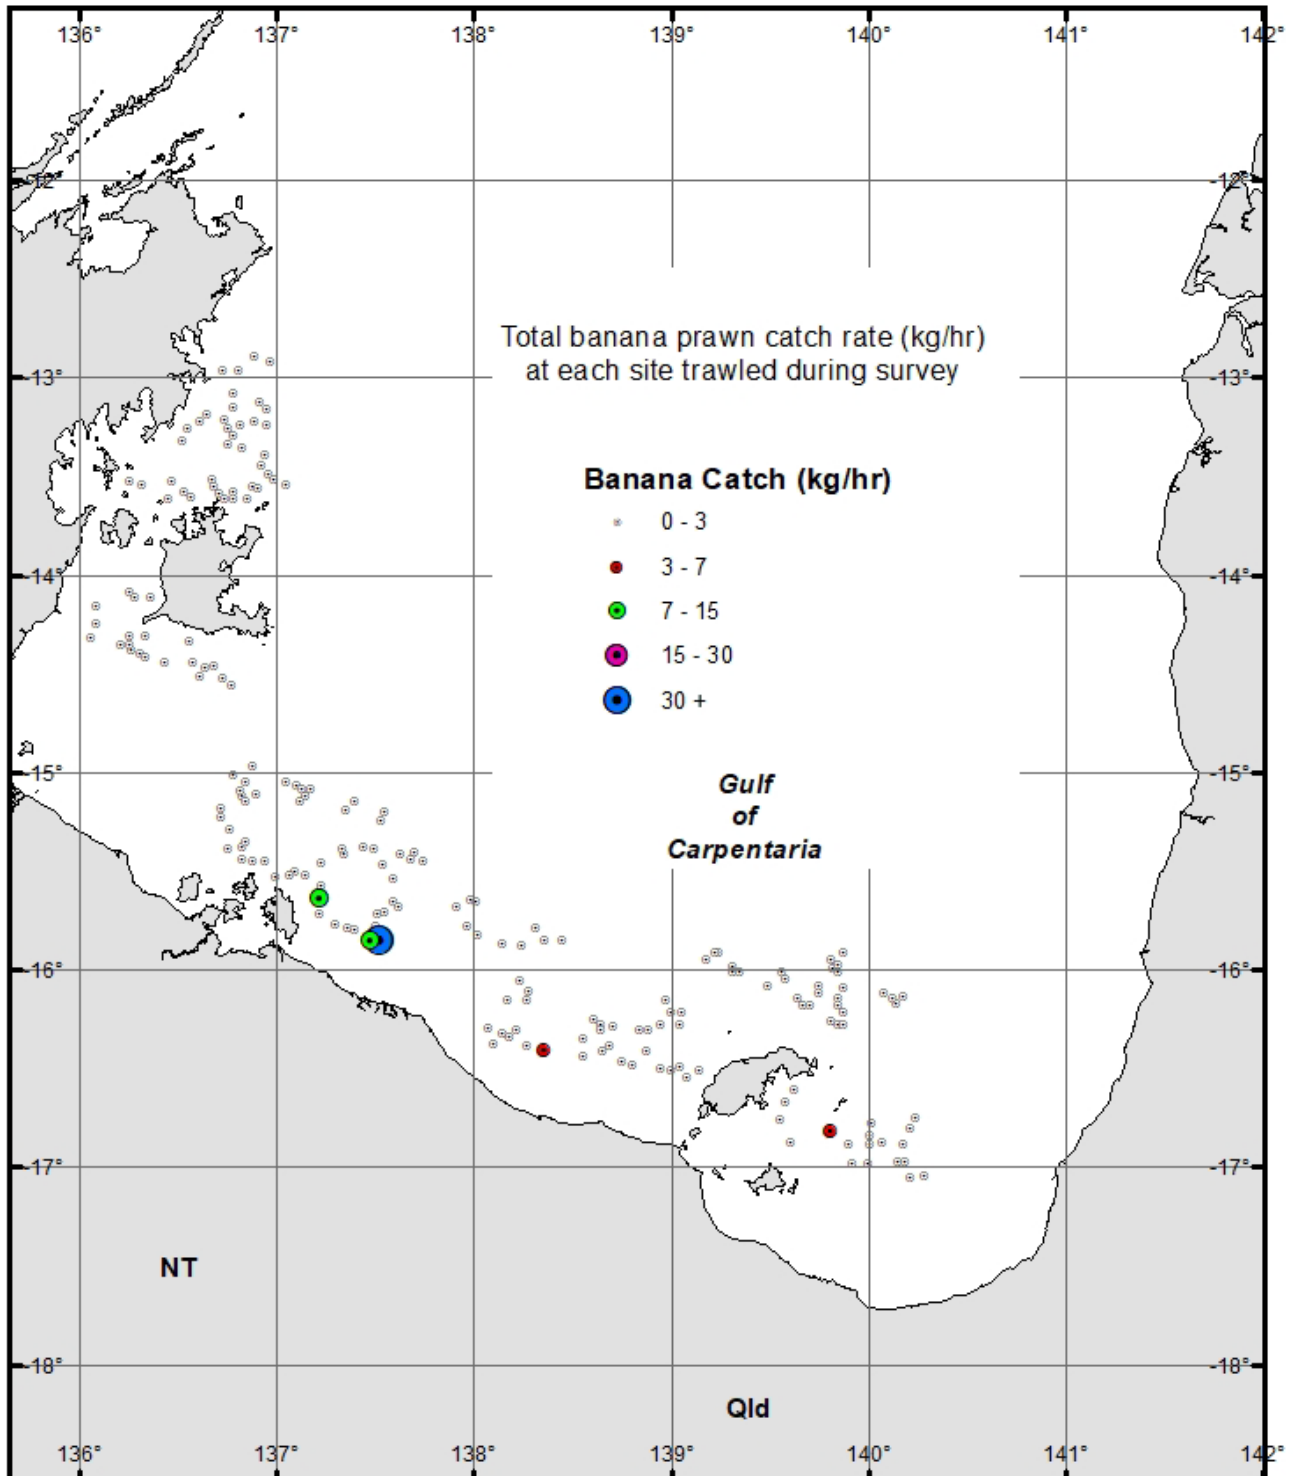 136° 137° 138° 139° 140° 141° 142°
-12° -12°
Total banana prawn catch rate (kg/hr)
at each site trawled during survey
-13° -13°
Banana Catch (kg/hr)
0 - 3
3 - 7
-14° -14°
7 - 15
15 - 30
30 +
-15° -15°
Gulf
of
Carpentaria
-16° -16°
-17° -17°
NT
-18° -18°
Qld
136° 137° 138° 139° 140° 141° 142°